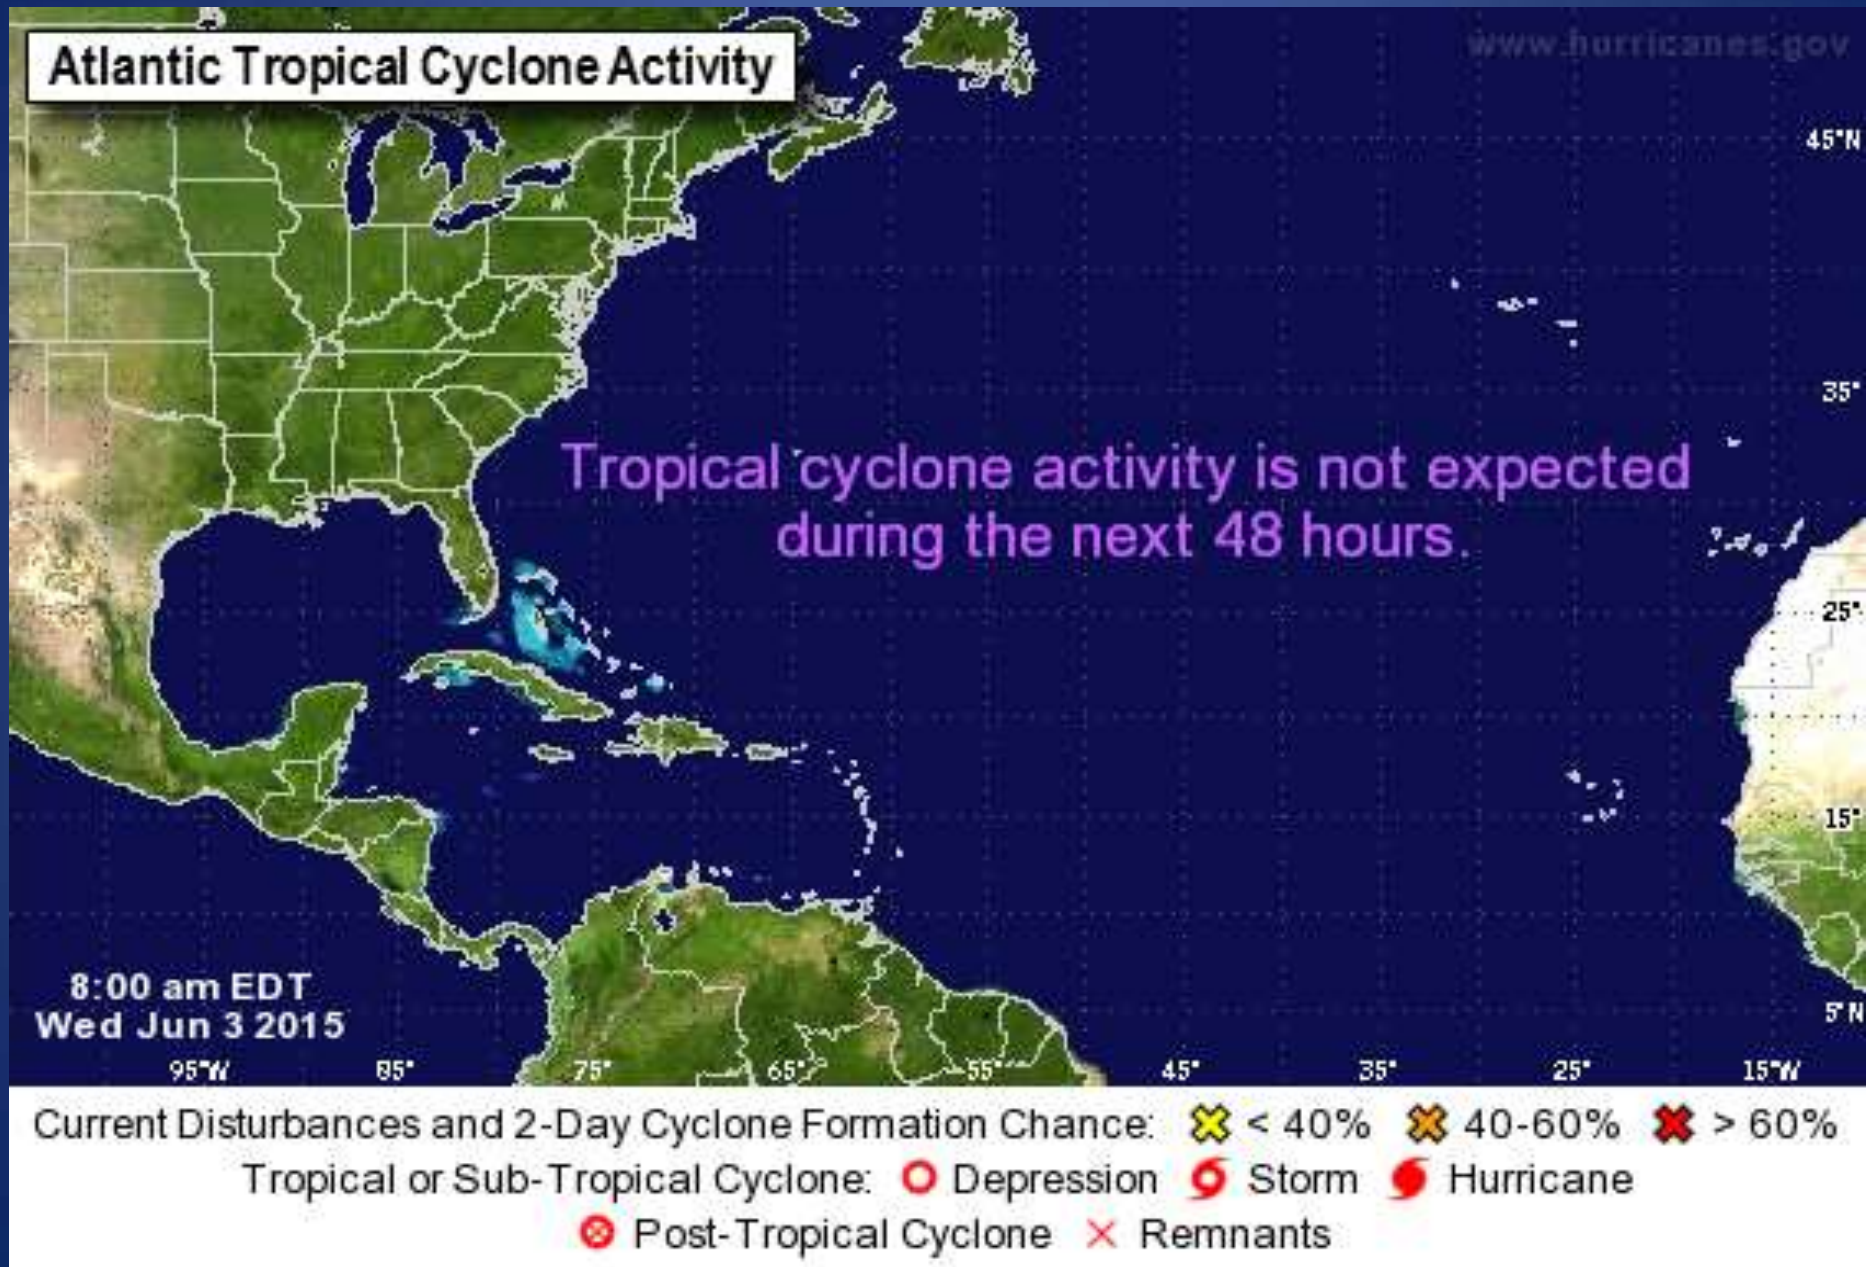 www.hurricanes.gov
Atlantic Tropical Cyclone Activity
45°N
35°
Tropical cyclone activity is not expected
during the next 48 hours.
25°
15°
8:00 am EDT
Wed Jun 3 2015
5°N
95°W 85° 75° 65° 55° 45° 35° 25° 15°W
Current Disturbances and 2-Day Cyclone Formation Chance: < 40% 40-60% > 60%
Tropical or Sub-Tropical Cyclone: Depression Storm Hurricane
Post-Tropical Cyclone Remnants